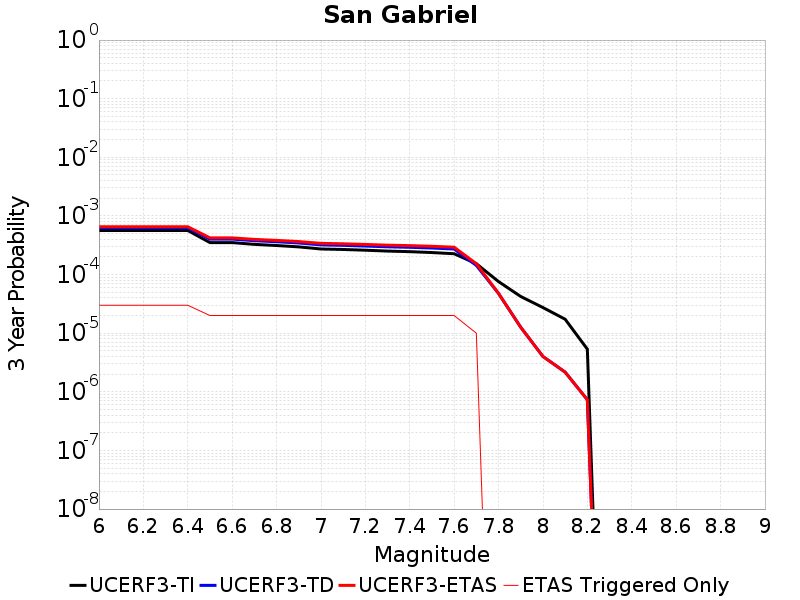 San Gabriel
3 Year Probability
10^0
10^-1
10^-2
10^-3
10^-4
10^-5
10^-6
10^-7
10^-8
6 6.2 6.4 6.6 6.8 7 7.2 7.4 7.6 7.8 8 8.2 8.4 8.6 8.8 9
Magnitude
UCERF3-TI UCERF3-TD UCERF3-ETAS ETAS Triggered Only